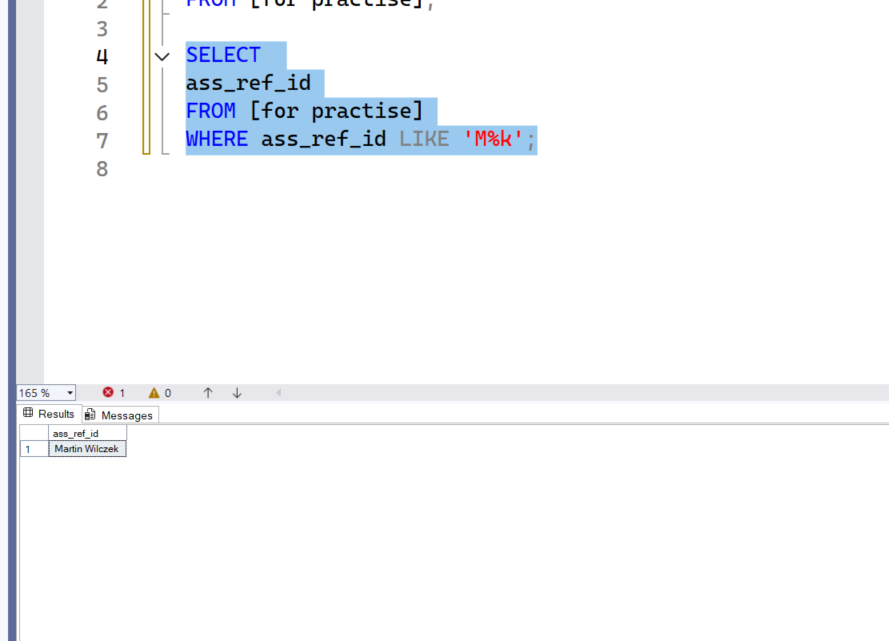 2 FROM [for practise];
3
4 SELECT
5 ass_ref_id
6 FROM [for practise]
7 WHERE ass_ref_id LIKE 'M%k';
8
165 % 1 0
Results Messages
ass_ref_id
1 Martin Wilczek